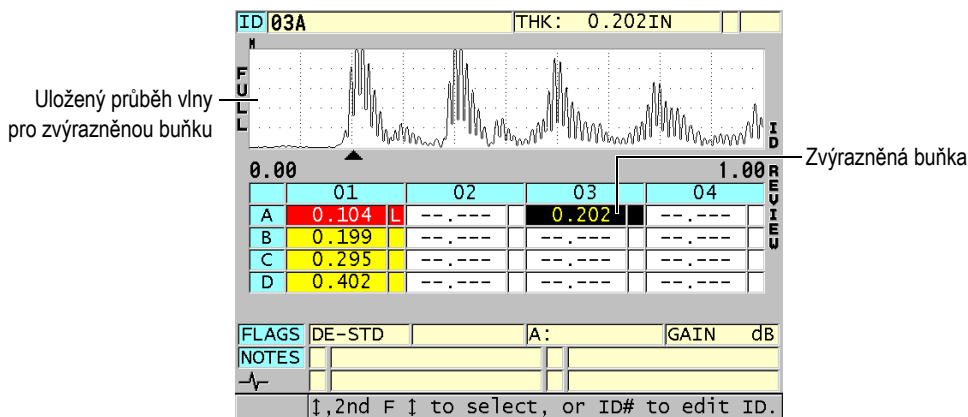 ID 03A THK: 0.202IN
M
FULL
Uložený průběh vlny
pro zvýrazněnou buňku
ID REVIEW
0.00 1.00
Zvýrazněná buňka
01 02 03 04
A 0.104 L --.--- 0.202 --.---
B 0.199 --.--- --.--- --.---
C 0.295 --.--- --.--- --.---
D 0.402 --.--- --.--- --.---
FLAGS DE-STD A: GAIN dB
NOTES
↕,2nd F ↕ to select, or ID# to edit ID.